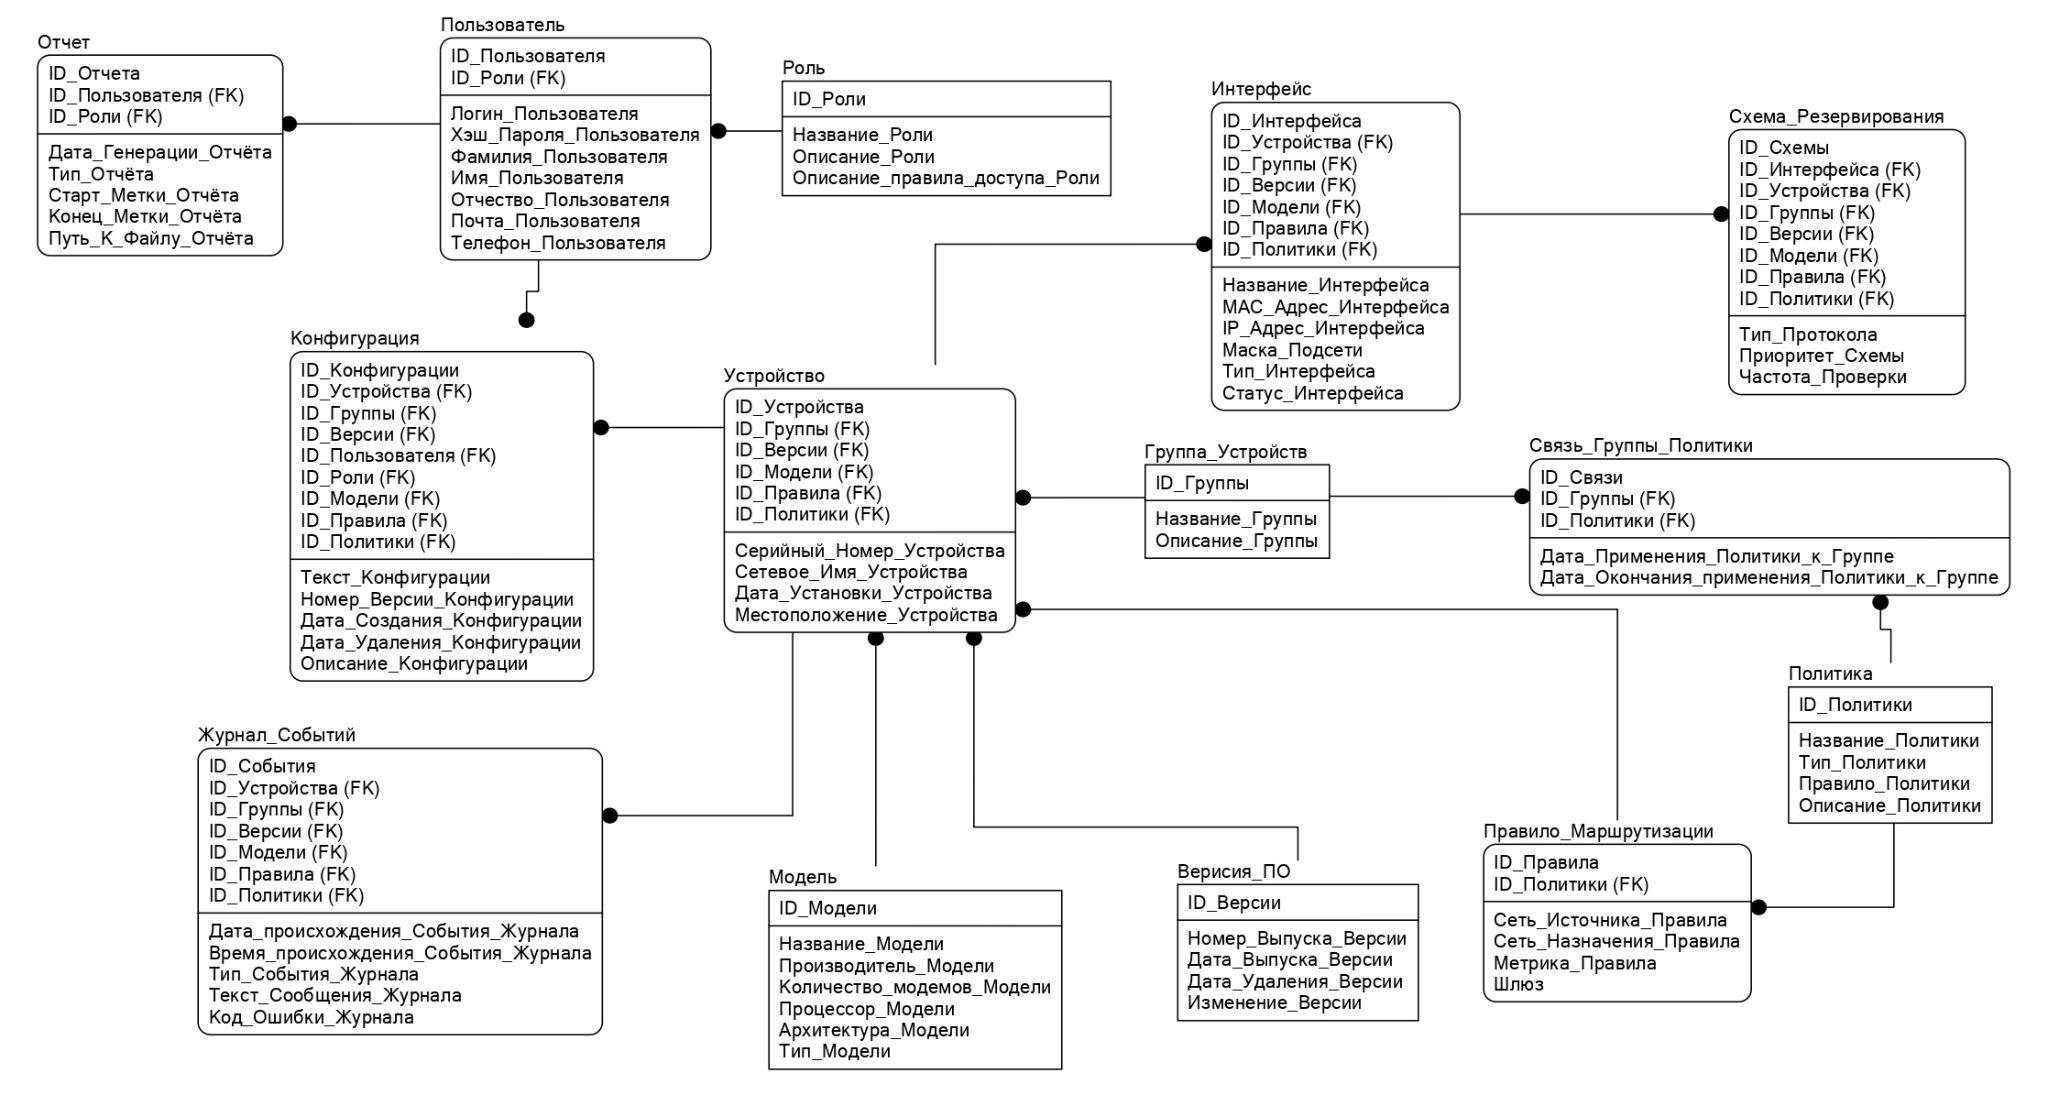 Отчет
ID_Отчета
ID_Пользователя (FK)
ID_Роли (FK)
Дата_Генерации_Отчёта
Тип_Отчёта
Старт_Метки_Отчёта
Конец_Метки_Отчёта
Путь_К_Файлу_Отчёта
Пользователь
ID_Пользователя
ID_Роли (FK)
Логин_Пользователя
Хэш_Пароля_Пользователя
Фамилия_Пользователя
Имя_Пользователя
Отчество_Пользователя
Почта_Пользователя
Телефон_Пользователя
Роль
ID_Роли
Название_Роли
Описание_Роли
Описание_правила_доступа_Роли
Интерфейс
ID_Интерфейса
ID_Устройства (FK)
ID_Группы (FK)
ID_Версии (FK)
ID_Модели (FK)
ID_Правила (FK)
ID_Политики (FK)
Название_Интерфейса
MAC_Адрес_Интерфейса
IP_Адрес_Интерфейса
Маска_Подсети
Тип_Интерфейса
Статус_Интерфейса
Схема_Резервирования
ID_Схемы
ID_Интерфейса (FK)
ID_Устройства (FK)
ID_Группы (FK)
ID_Версии (FK)
ID_Модели (FK)
ID_Правила (FK)
ID_Политики (FK)
Тип_Протокола
Приоритет_Схемы
Частота_Проверки
Конфигурация
ID_Конфигурации
ID_Устройства (FK)
ID_Группы (FK)
ID_Версии (FK)
ID_Пользователя (FK)
ID_Роли (FK)
ID_Модели (FK)
ID_Правила (FK)
ID_Политики (FK)
Текст_Конфигурации
Номер_Версии_Конфигурации
Дата_Создания_Конфигурации
Дата_Удаления_Конфигурации
Описание_Конфигурации
Устройство
ID_Устройства
ID_Группы (FK)
ID_Версии (FK)
ID_Модели (FK)
ID_Правила (FK)
ID_Политики (FK)
Серийный_Номер_Устройства
Сетевое_Имя_Устройства
Дата_Установки_Устройства
Местоположение_Устройства
Группа_Устройств
ID_Группы
Название_Группы
Описание_Группы
Связь_Группы_Политики
ID_Связи
ID_Группы (FK)
ID_Политики (FK)
Дата_Применения_Политики_к_Группе
Дата_Окончания_применения_Политики_к_Группе
Политика
ID_Политики
Название_Политики
Тип_Политики
Правило_Политики
Описание_Политики
Журнал_Событий
ID_События
ID_Устройства (FK)
ID_Группы (FK)
ID_Версии (FK)
ID_Модели (FK)
ID_Правила (FK)
ID_Политики (FK)
Дата_происхождения_События_Журнала
Время_происхождения_События_Журнала
Тип_События_Журнала
Текст_Сообщения_Журнала
Код_Ошибки_Журнала
Модель
ID_Модели
Название_Модели
Производитель_Модели
Количество_модемов_Модели
Процессор_Модели
Архитектура_Модели
Тип_Модели
Верисия_ПО
ID_Версии
Номер_Выпуска_Версии
Дата_Выпуска_Версии
Дата_Удаления_Версии
Изменение_Версии
Правило_Маршрутизации
ID_Правила
ID_Политики (FK)
Сеть_Источника_Правила
Сеть_Назначения_Правила
Метрика_Правила
Шлюз